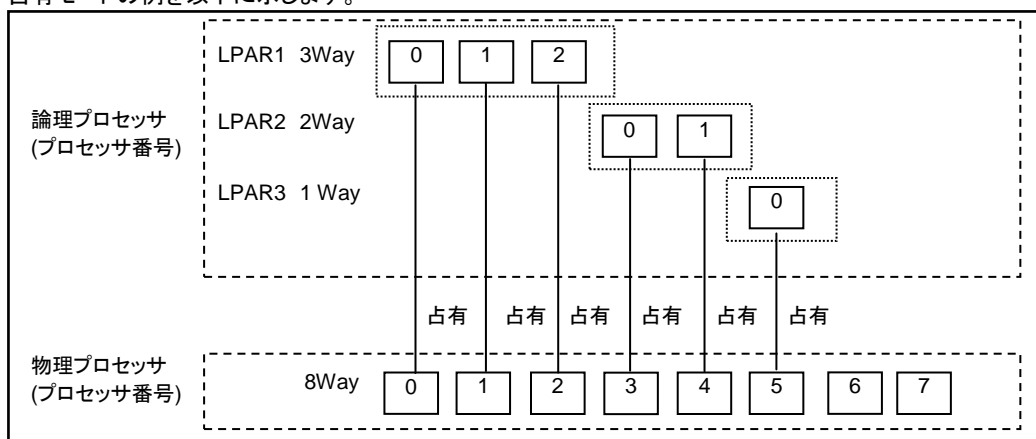 占有モードの例を以下に示します。
LPAR1 3Way 0 1 2
論理プロセッサ
(プロセッサ番号)
LPAR2 2Way 0 1
LPAR3 1 Way 0
占有 占有 占有 占有 占有 占有
物理プロセッサ
(プロセッサ番号)
8Way 0 1 2 3 4 5 6 7